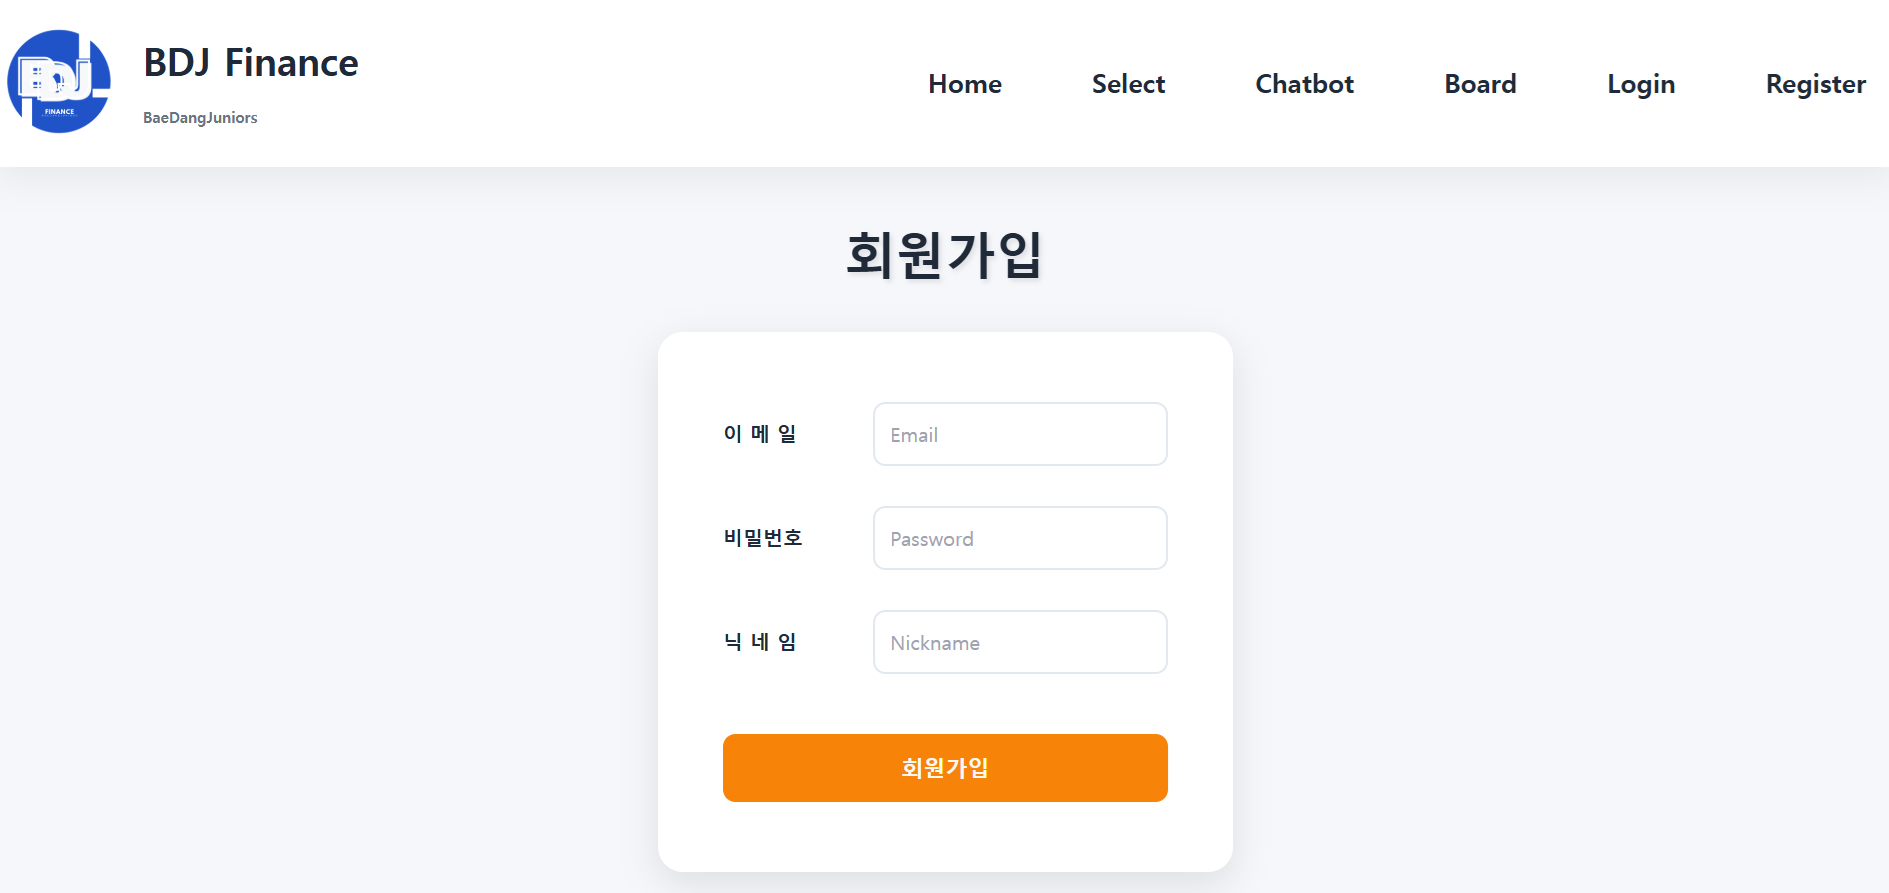 BDJ
FINANCE
BDJ Finance
BaeDangJuniors
Home Select Chatbot Board Login Register
회원가입
이 메 일 Email
비밀번호 Password
닉 네 임 Nickname
회원가입